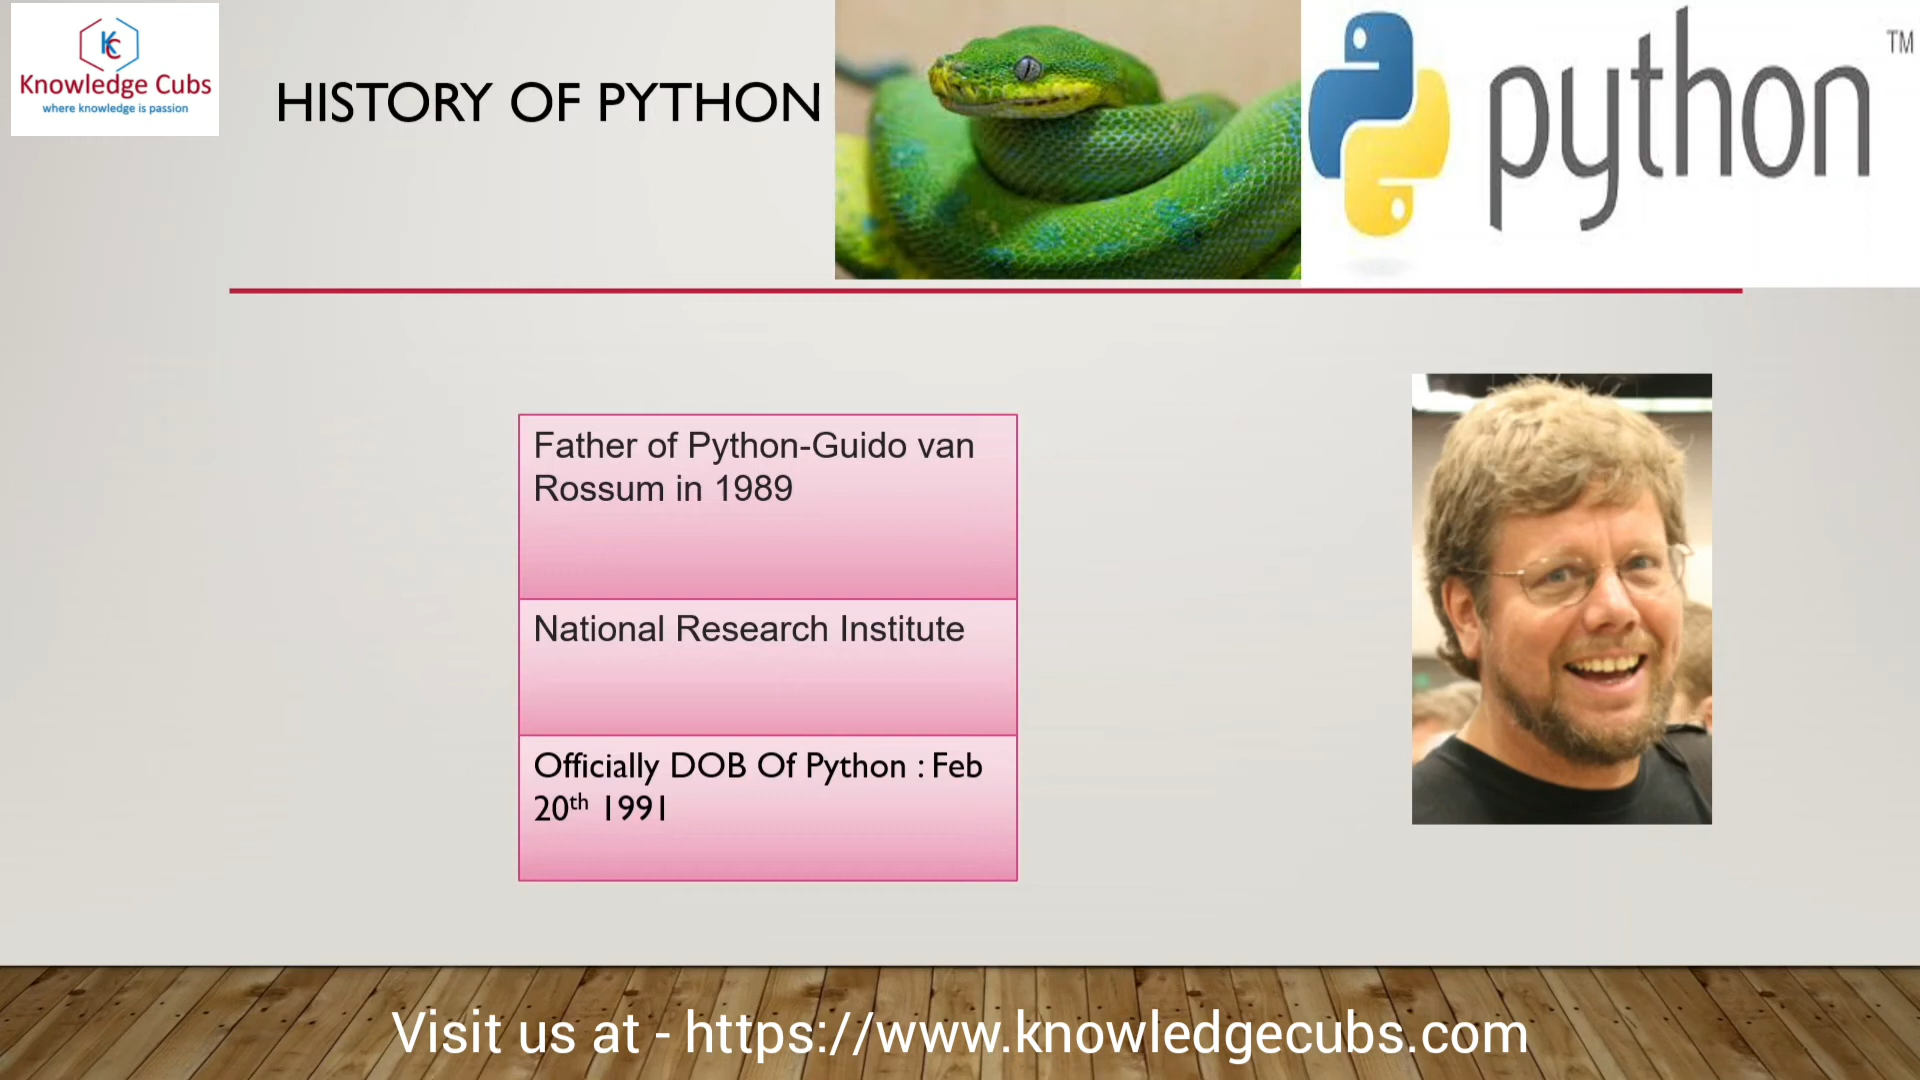 KC
Knowledge Cubs
where knowledge is passion
HISTORY OF PYTHON
python
TM
Father of Python-Guido van
Rossum in 1989
National Research Institute
Officially DOB Of Python : Feb
20th 1991
Visit us at - https://www.knowledgecubs.com